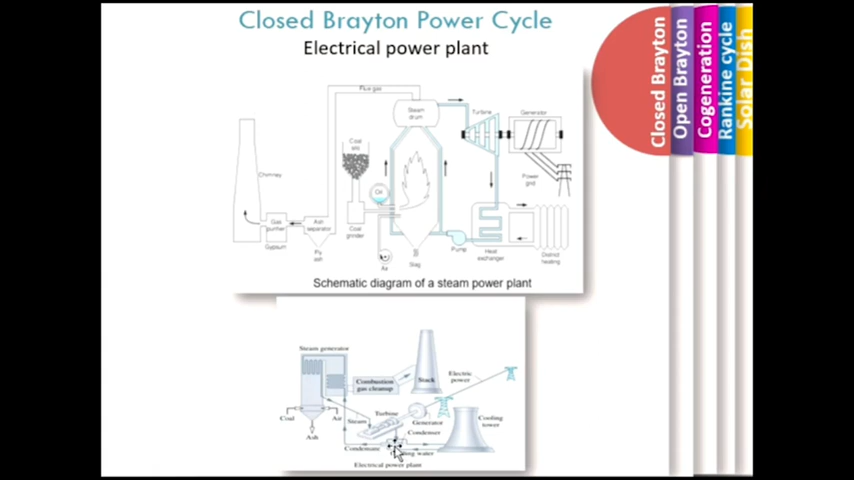 Closed Brayton Power Cycle
Electrical power plant
Flue gas
Steam
drum
Turbine
Generator
Coal
silo
Chimney
Oil
Power
grid
Gas
purifier
Ash
separator
Coal
grinder
Pump
Heat
exchanger
District
heating
Gypsum
Fly
ash
Air
Slag
Schematic diagram of a steam power plant
Steam generator
Combustion
gas cleanup
Stack
Electric
power
Coal
Air
Ash
Steam
Turbine
Generator
Condenser
Cooling
tower
Condensate
water
Electrical power plant
Closed Brayton
Open Brayton
Cogeneration
Rankine cycle
Solar Dish